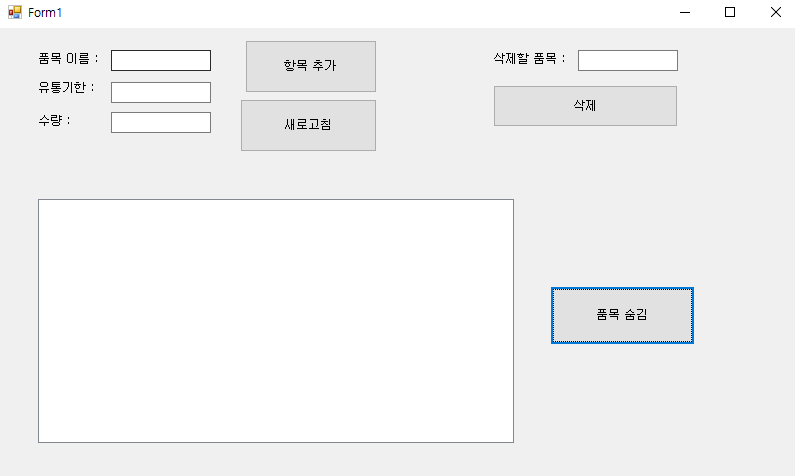 Form1
품목 이름 :
항목 추가
삭제할 품목 :
유통기한 :
삭제
수량 :
새로고침
품목 숨김